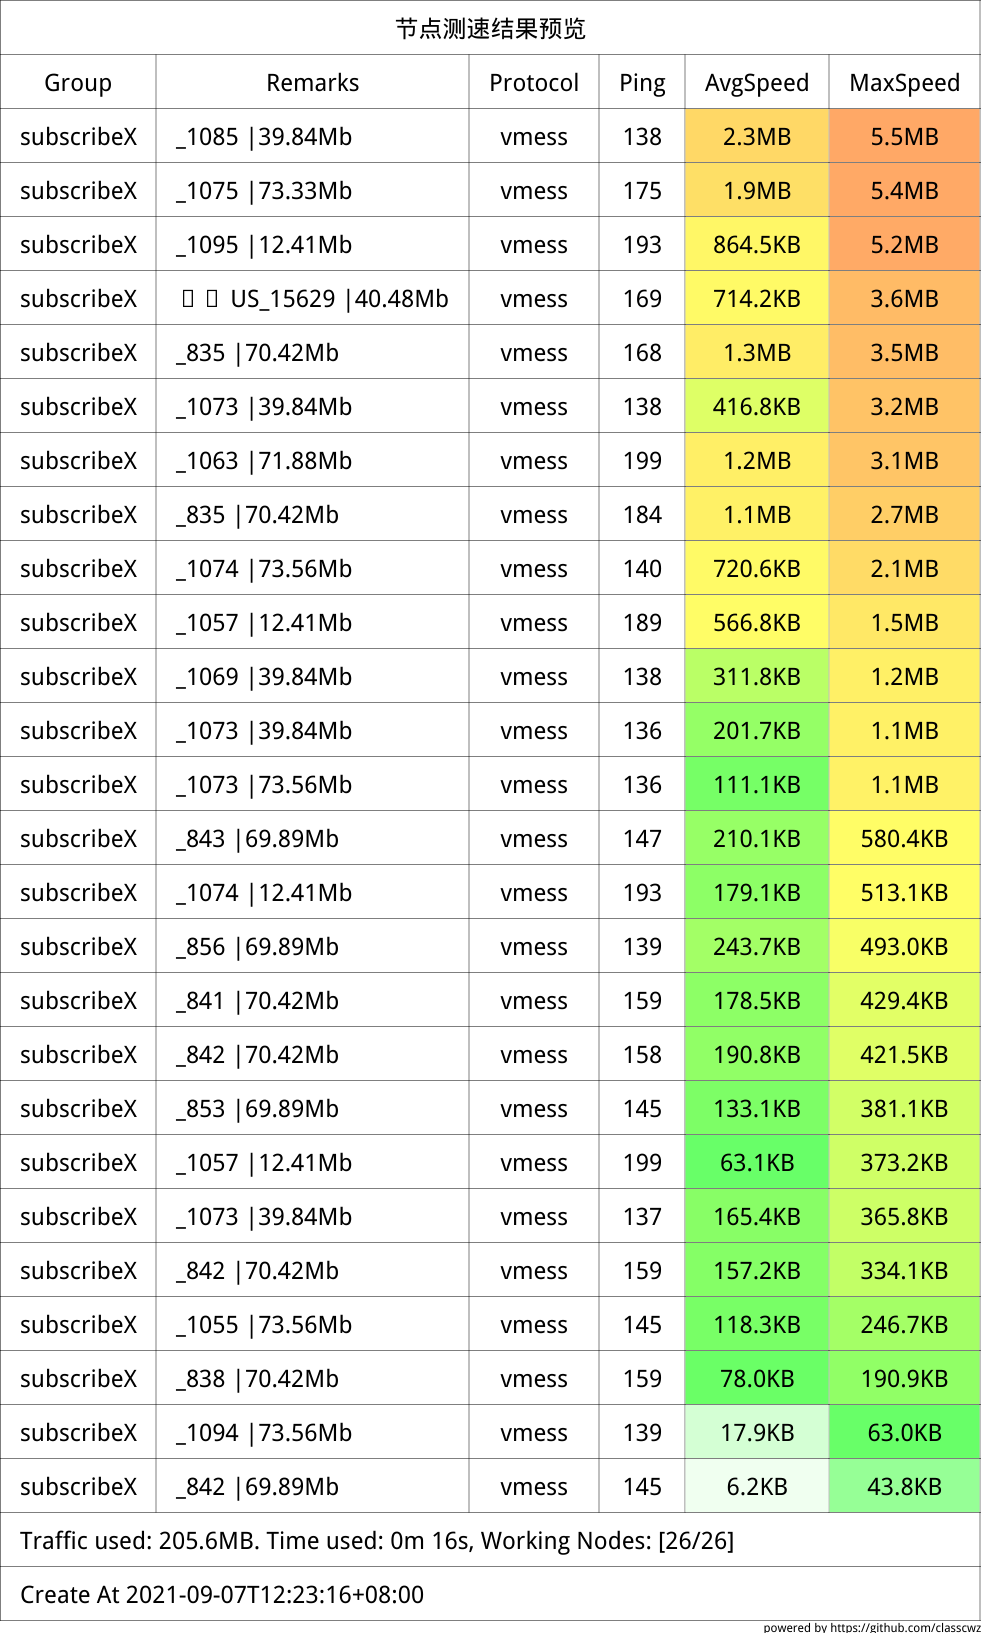 节点测速结果预览
Group Remarks Protocol Ping AvgSpeed MaxSpeed
subscribeX _1085 |39.84Mb vmess 138 2.3MB 5.5MB
subscribeX _1075 |73.33Mb vmess 175 1.9MB 5.4MB
subscribeX _1095 |12.41Mb vmess 193 864.5KB 5.2MB
subscribeX US_15629 |40.48Mb vmess 169 714.2KB 3.6MB
subscribeX _835 |70.42Mb vmess 168 1.3MB 3.5MB
subscribeX _1073 |39.84Mb vmess 138 416.8KB 3.2MB
subscribeX _1063 |71.88Mb vmess 199 1.2MB 3.1MB
subscribeX _835 |70.42Mb vmess 184 1.1MB 2.7MB
subscribeX _1074 |73.56Mb vmess 140 720.6KB 2.1MB
subscribeX _1057 |12.41Mb vmess 189 566.8KB 1.5MB
subscribeX _1069 |39.84Mb vmess 138 311.8KB 1.2MB
subscribeX _1073 |39.84Mb vmess 136 201.7KB 1.1MB
subscribeX _1073 |73.56Mb vmess 136 111.1KB 1.1MB
subscribeX _843 |69.89Mb vmess 147 210.1KB 580.4KB
subscribeX _1074 |12.41Mb vmess 193 179.1KB 513.1KB
subscribeX _856 |69.89Mb vmess 139 243.7KB 493.0KB
subscribeX _841 |70.42Mb vmess 159 178.5KB 429.4KB
subscribeX _842 |70.42Mb vmess 158 190.8KB 421.5KB
subscribeX _853 |69.89Mb vmess 145 133.1KB 381.1KB
subscribeX _1057 |12.41Mb vmess 199 63.1KB 373.2KB
subscribeX _1073 |39.84Mb vmess 137 165.4KB 365.8KB
subscribeX _842 |70.42Mb vmess 159 157.2KB 334.1KB
subscribeX _1055 |73.56Mb vmess 145 118.3KB 246.7KB
subscribeX _838 |70.42Mb vmess 159 78.0KB 190.9KB
subscribeX _1094 |73.56Mb vmess 139 17.9KB 63.0KB
subscribeX _842 |69.89Mb vmess 145 6.2KB 43.8KB
Traffic used: 205.6MB. Time used: 0m 16s, Working Nodes: [26/26]
Create At 2021-09-07T12:23:16+08:00
powered by https://github.com/classcwz